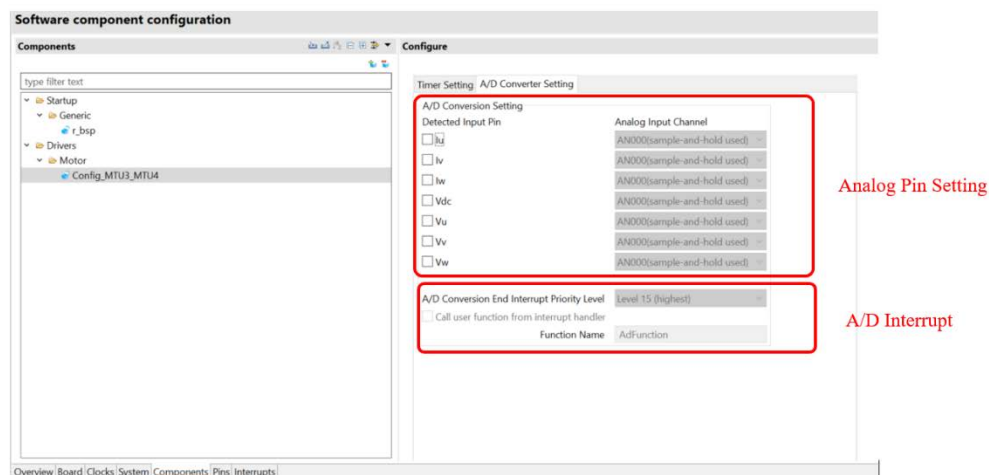 Software component configuration
Components
Configure
type filter text
Startup
Generic
r_bsp
Drivers
Motor
Config_MTU3_MTU4
Timer Setting A/D Converter Setting
A/D Conversion Setting
Detected Input Pin Analog Input Channel
Iu AN000(sample-and-hold used)
Iv AN000(sample-and-hold used)
Iw AN000(sample-and-hold used)
Vdc AN000(sample-and-hold used)
Vu AN000(sample-and-hold used)
Vv AN000(sample-and-hold used)
Vw AN000(sample-and-hold used)
Analog Pin Setting
A/D Conversion End Interrupt Priority Level Level 15 (highest)
Call user function from interrupt handler
Function Name AdFunction
A/D Interrupt
Overview Board Clocks System Components Pins Interrupts